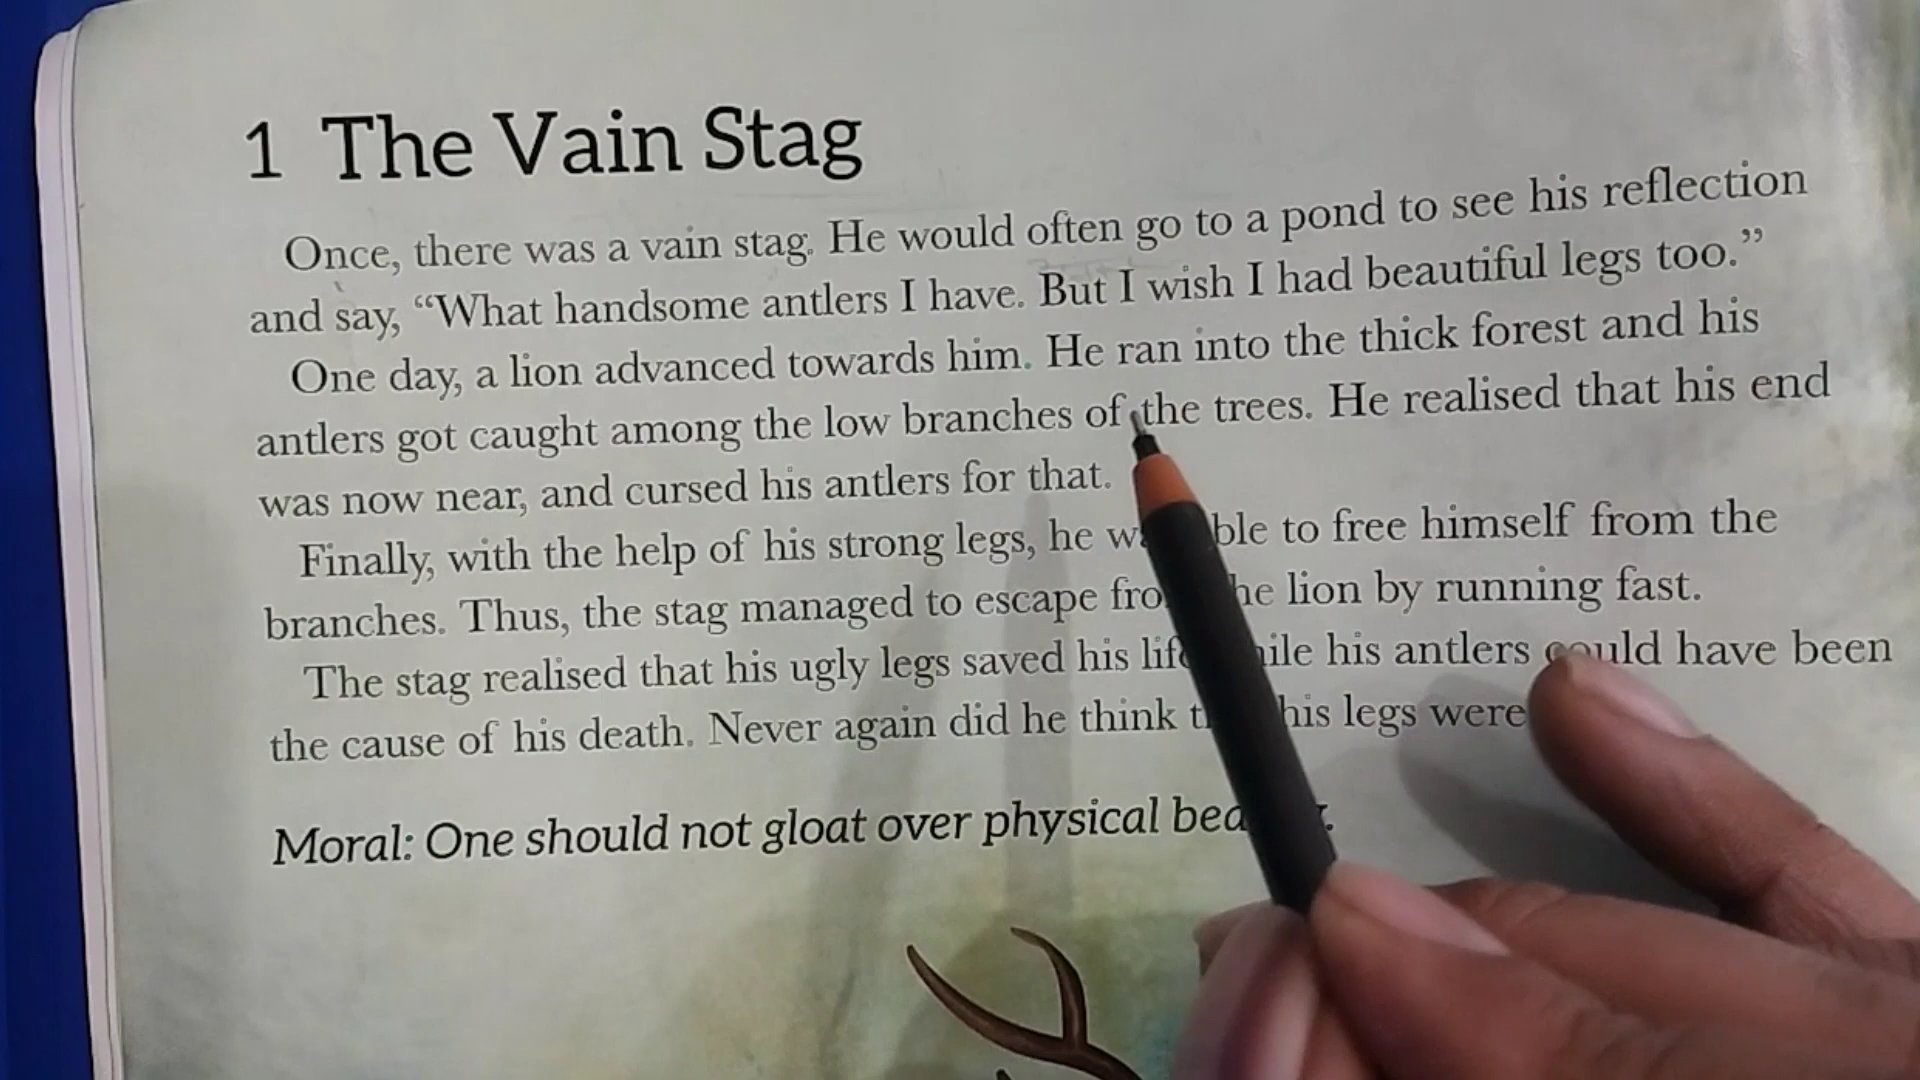 1 The Vain Stag
Once, there was a vain stag. He would often go to a pond to see his reflection
and say, “What handsome antlers I have. But I wish I had beautiful legs too.”
One day, a lion advanced towards him. He ran into the thick forest and his
antlers got caught among the low branches of the trees. He realised that his end
was now near, and cursed his antlers for that.
Finally, with the help of his strong legs, he to free himself from the
branches. Thus, the stag managed to escape lion by running fast.
The stag realised that his ugly legs saved his his antlers could have been
the cause of his death. Never again did he think his legs were
Moral: One should not gloat over physical